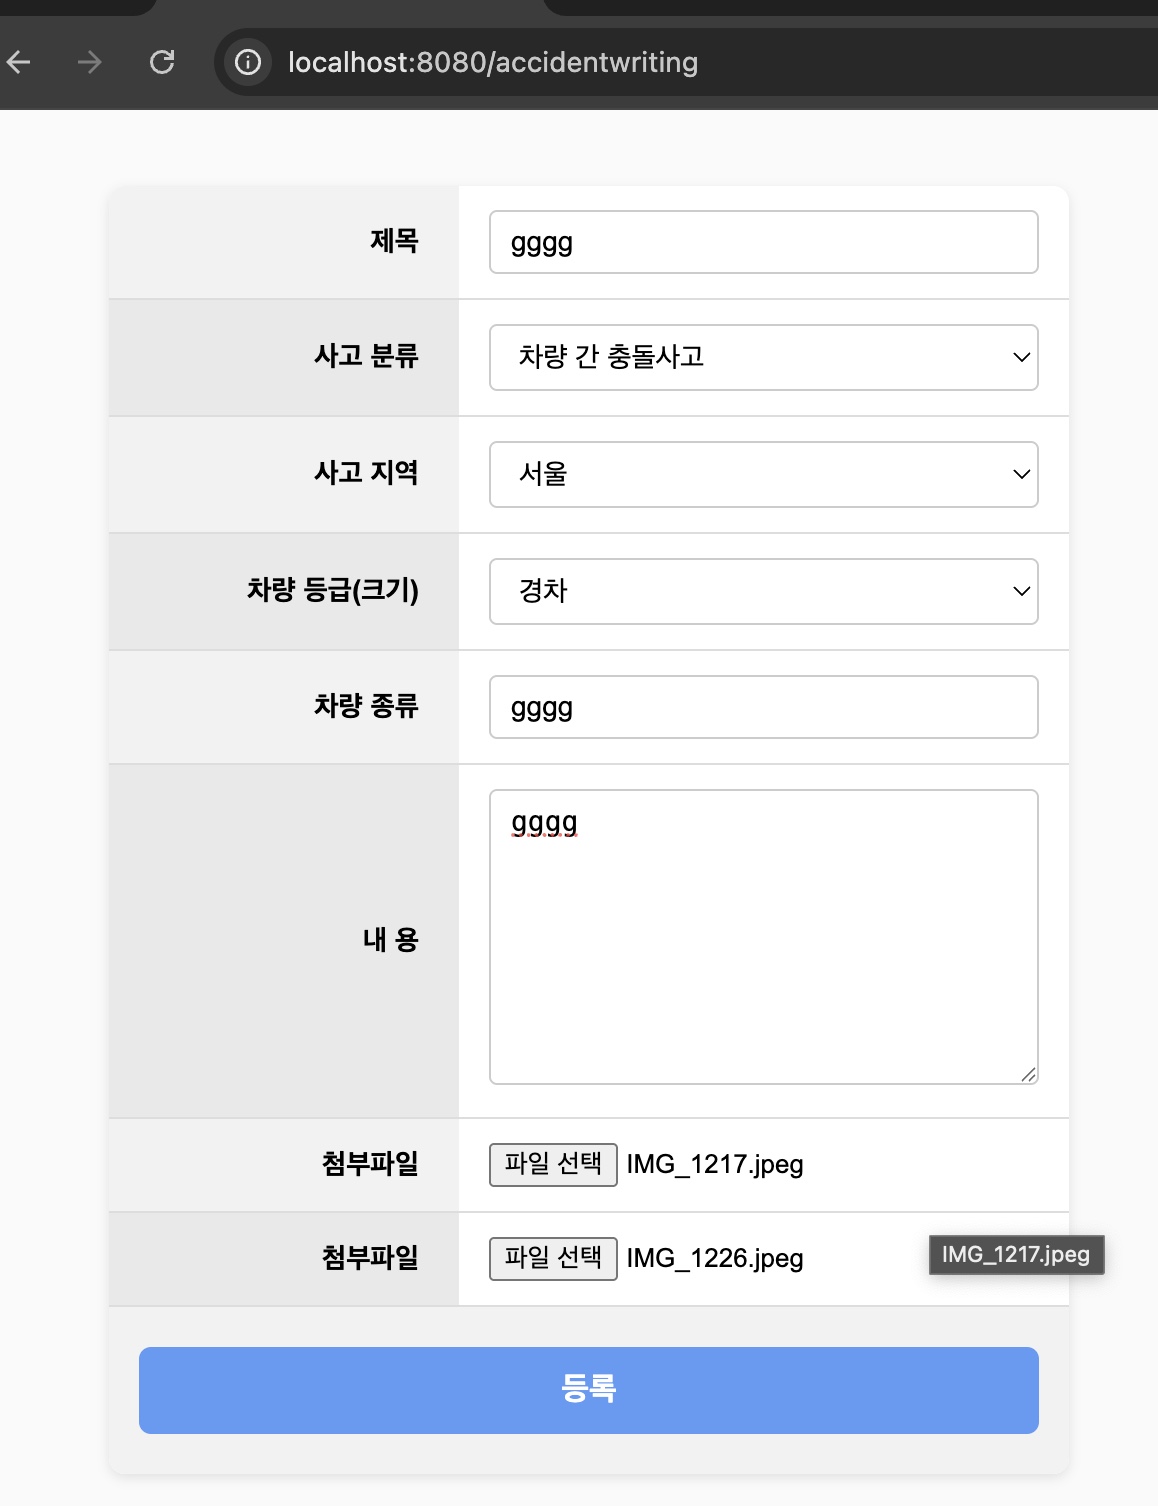 localhost:8080/accidentwriting
제목
gggg
사고 분류
차량 간 충돌사고
사고 지역
서울
차량 등급(크기)
경차
차량 종류
gggg
내 용
gggg
첨부파일
파일 선택 IMG_1217.jpeg
첨부파일
파일 선택 IMG_1226.jpeg
IMG_1217.jpeg
등록